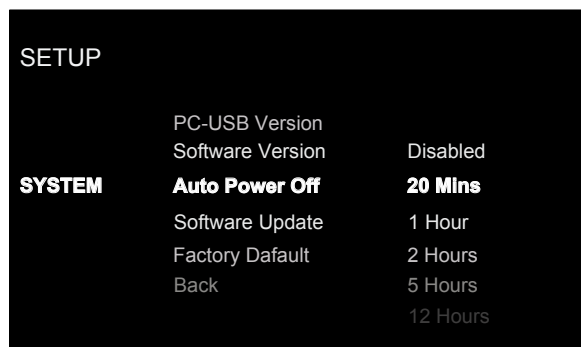 SETUP
PC-USB Version
Software Version Disabled
SYSTEM Auto Power Off 20 Mins
Software Update 1 Hour
Factory Dafault 2 Hours
Back 5 Hours
12 Hours